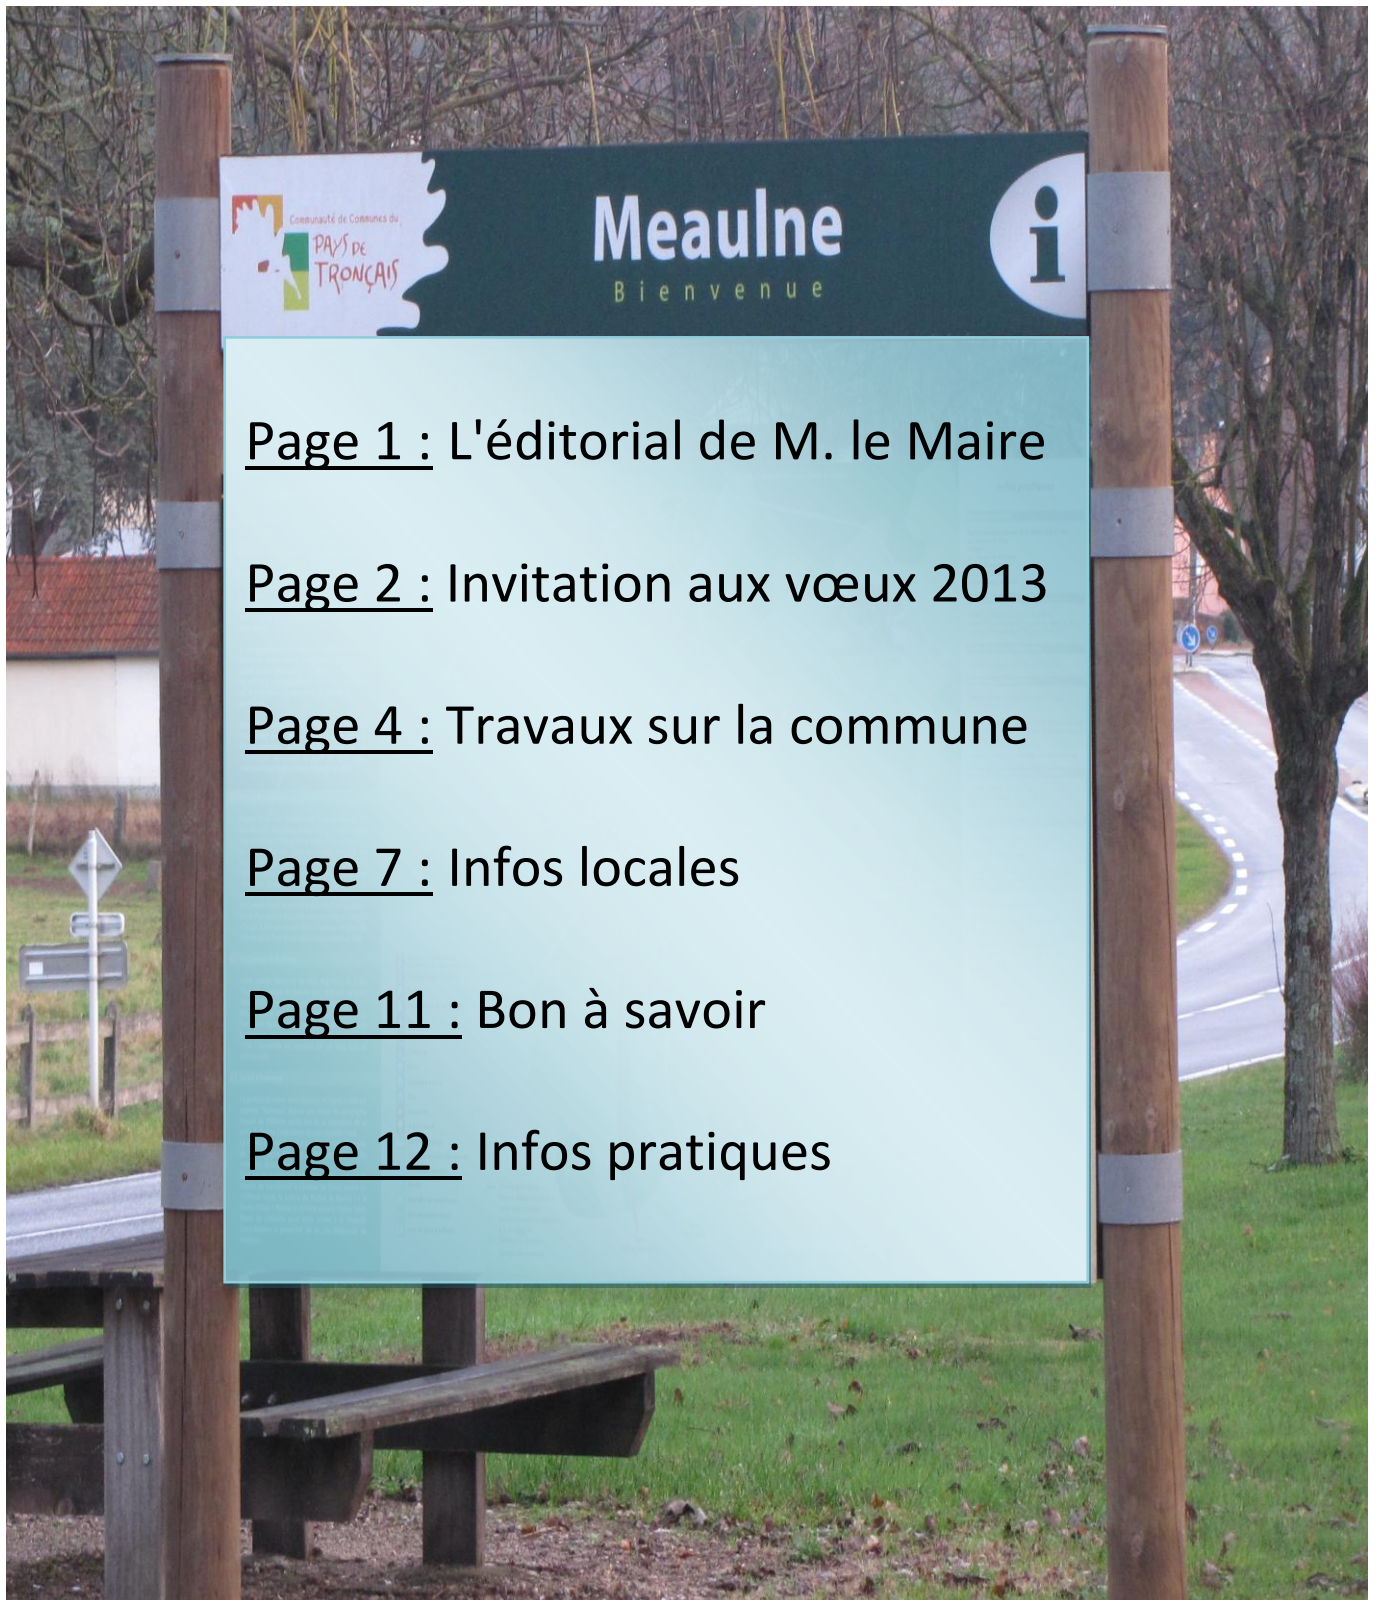 Communauté de Communes du
PAYS DE
TRONÇAIS
Meaulne
Bienvenue
i
Page 1 : L'éditorial de M. le Maire
Page 2 : Invitation aux vœux 2013
Page 4 : Travaux sur la commune
Page 7 : Infos locales
Page 11 : Bon à savoir
Page 12 : Infos pratiques